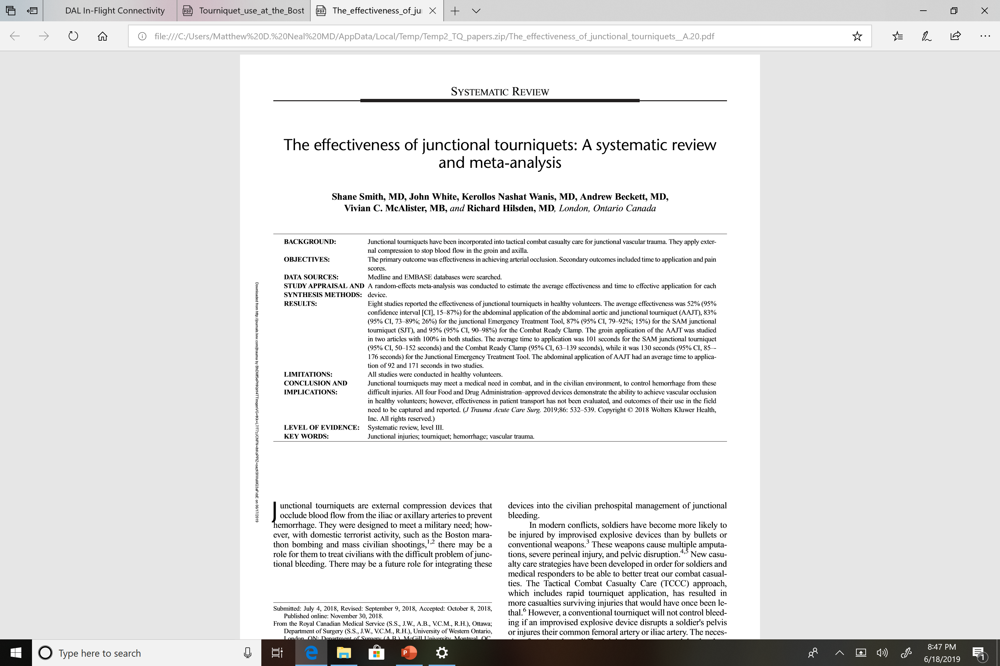 DAL In-Flight Connectivity
PDF
Tourniquet_use_at_the_Bost
PDF
The_effectiveness_of_ju
file:///C:/Users/Matthew%20D.%20Neal%20MD/AppData/Local/Temp/Temp2_TQ_papers.zip/The_effectiveness_of_junctional_tourniquets__A.20.pdf
SYSTEMATIC REVIEW
The effectiveness of junctional tourniquets: A systematic review
and meta-analysis
Shane Smith, MD, John White, Kerollos Nashat Wanis, MD, Andrew Beckett, MD,
Vivian C. McAlister, MB, and Richard Hilsden, MD, London, Ontario Canada
BACKGROUND: Junctional tourniquets have been incorporated into tactical combat casualty care for junctional vascular trauma. They apply exter-
nal compression to stop blood flow in the groin and axilla.
OBJECTIVES: The primary outcome was effectiveness in achieving arterial occlusion. Secondary outcomes included time to application and pain
scores.
DATA SOURCES: Medline and EMBASE databases were searched.
STUDY APPRAISAL AND A random-effects meta-analysis was conducted to estimate the average effectiveness and time to effective application for each
SYNTHESIS METHODS: device.
RESULTS: Eight studies reported the effectiveness of junctional tourniquets in healthy volunteers. The average effectiveness was 52% (95%
confidence interval [CI], 15–87%) for the abdominal application of the abdominal aortic and junctional tourniquet (AAJT), 83%
(95% CI, 73–89%; 26%) for the junctional Emergency Treatment Tool, 87% (95% CI, 79–92%; 15%) for the SAM junctional
tourniquet (SJT), and 95% (95% CI, 90–98%) for the Combat Ready Clamp. The groin application of the AAJT was studied
in two articles with 100% in both studies. The average time to application was 101 seconds for the SAM junctional tourniquet
(95% CI, 50–152 seconds) and the Combat Ready Clamp (95% CI, 63–139 seconds), while it was 130 seconds (95% CI, 85–-
176 seconds) for the Junctional Emergency Treatment Tool. The abdominal application of AAJT had an average time to applica-
tion of 92 and 171 seconds in two studies.
LIMITATIONS: All studies were conducted in healthy volunteers.
CONCLUSION AND Junctional tourniquets may meet a medical need in combat, and in the civilian environment, to control hemorrhage from these
IMPLICATIONS: difficult injuries. All four Food and Drug Administration–approved devices demonstrate the ability to achieve vascular occlusion
in healthy volunteers; however, effectiveness in patient transport has not been evaluated, and outcomes of their use in the field
need to be captured and reported. (J Trauma Acute Care Surg. 2019;86: 532–539. Copyright © 2018 Wolters Kluwer Health,
Inc. All rights reserved.)
LEVEL OF EVIDENCE: Systematic review, level III.
KEY WORDS: Junctional injuries; tourniquet; hemorrhage; vascular trauma.
Downloaded from http://journals.lww.com/jtrauma by on 06/17/2019
Junctional tourniquets are external compression devices that
occlude blood flow from the iliac or axillary arteries to prevent
hemorrhage. They were designed to meet a military need; how-
ever, with domestic terrorist activity, such as the Boston mara-
thon bombing and mass civilian shootings,1,2 there may be a
role for them to treat civilians with the difficult problem of junc-
tional bleeding. There may be a future role for integrating these
Submitted: July 4, 2018, Revised: September 9, 2018, Accepted: October 8, 2018,
Published online: November 30, 2018.
From the Royal Canadian Medical Service (S.S., J.W., A.B., V.C.M., R.H.), Ottawa;
Department of Surgery (S.S., J.W., V.C.M., R.H.), University of Western Ontario,
London, ON; Department of Surgery (A.B.), McGill University, Montreal, QC,
devices into the civilian prehospital management of junctional
bleeding.
In modern conflicts, soldiers have become more likely to
be injured by improvised explosive devices than by bullets or
conventional weapons.3 These weapons cause multiple amputa-
tions, severe perineal injury, and pelvic disruption.4,5 New casu-
alty care strategies have been developed in order for soldiers and
medical responders to be able to better treat our combat casual-
ties. The Tactical Combat Casualty Care (TCCC) approach,
which includes rapid tourniquet application, has resulted in
more casualties surviving injuries that would have once been le-
thal.6 However, a conventional tourniquet will not control bleed-
ing if an improvised explosive device disrupts a soldier's pelvis
or injures their common femoral artery or iliac artery. The neces-
Type here to search
P
8:47 PM
6/18/2019
1